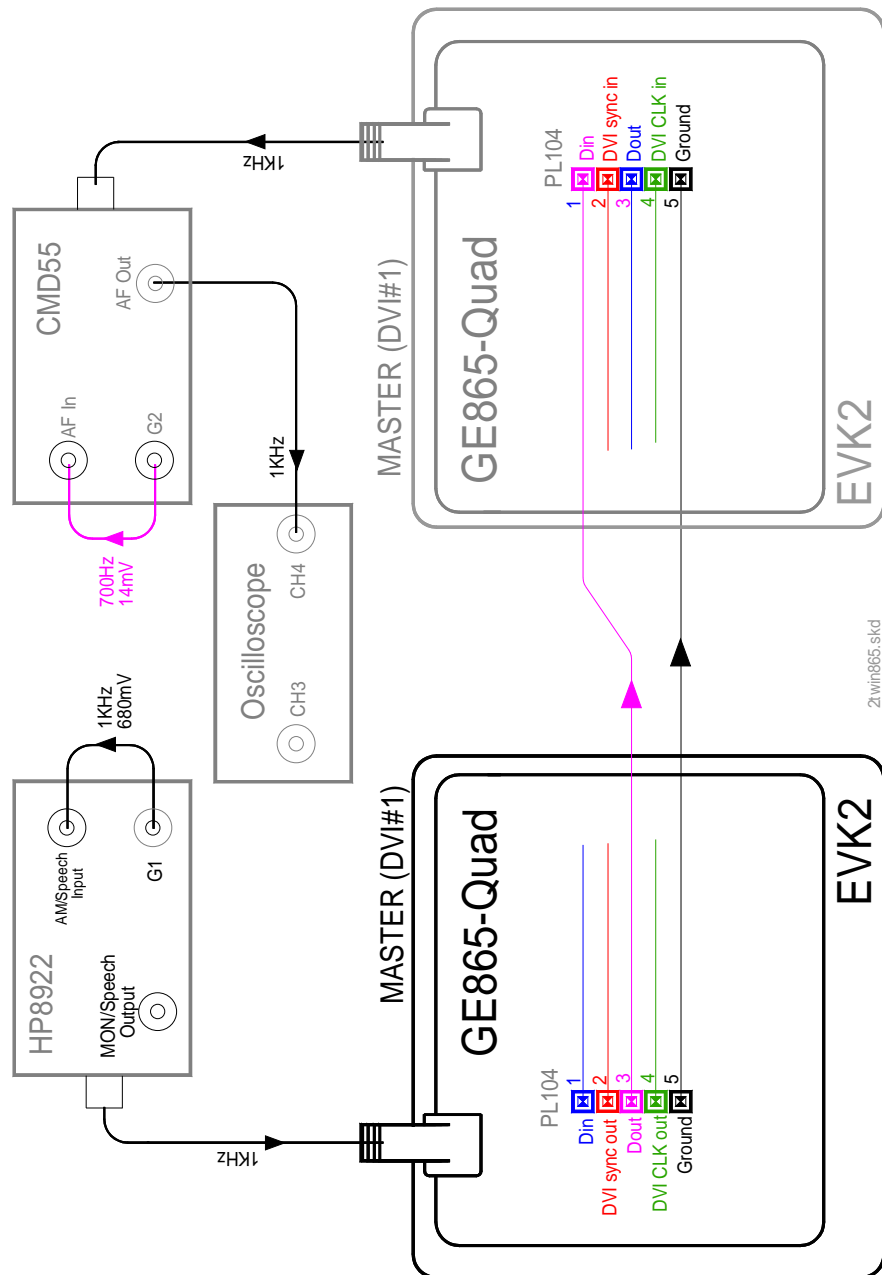 HP8922
MON/Speech
Output
AM/Speech
Input
G1
1KHz
680mV
CMD55
AF In
G2
AF Out
700Hz
14mV
Oscilloscope
CH3
CH4
1KHz
1KHz
1KHz
MASTER (DVI#1)
GE865-Quad
PL104
Din
1
DVI sync out
2
Dout
3
DVI CLK out
4
Ground
5
EVK2
MASTER (DVI#1)
GE865-Quad
PL104
1
Din
2
DVI sync in
3
Dout
4
DVI CLK in
5
Ground
EVK2
2twin865.skd